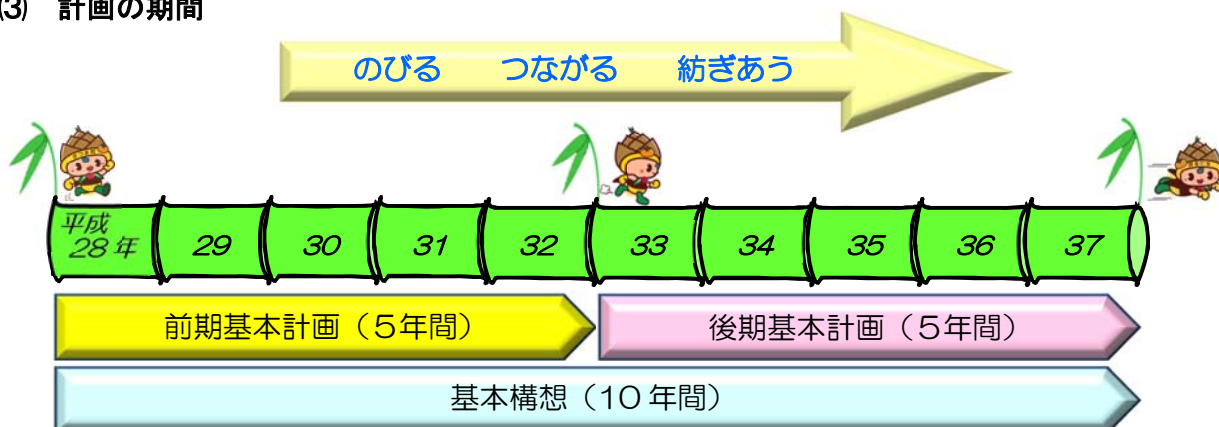 (3) 計画の期間
のびる つながる 紡ぎあう
平成
28年 29 30 31 32 33 34 35 36 37
前期基本計画（５年間） 後期基本計画（５年間）
基本構想（10年間）